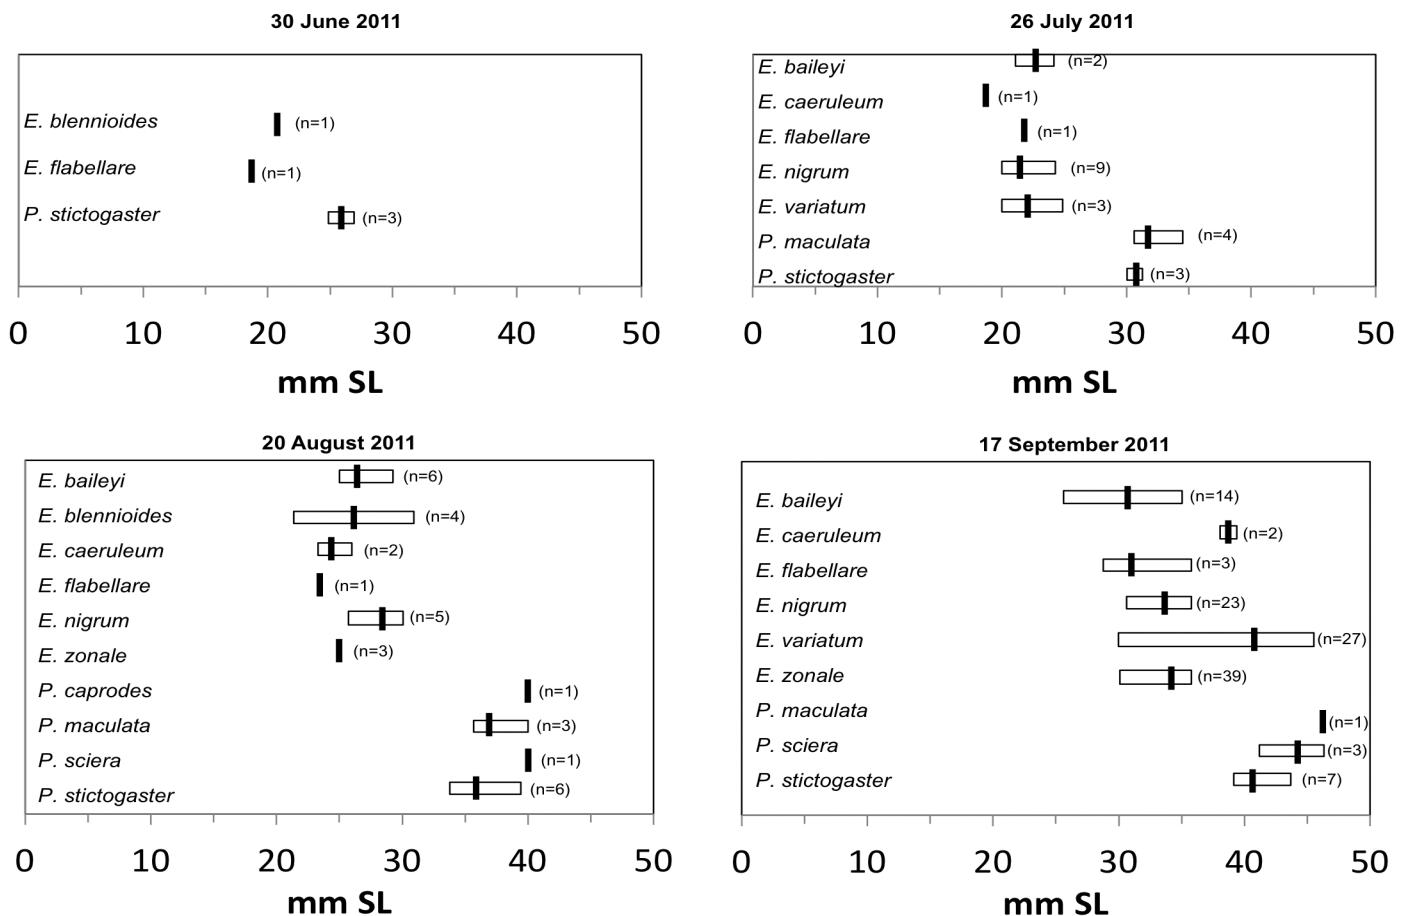 30 June 2011
E. blennioides (n=1)
E. flabellare (n=1)
P. stictogaster (n=3)
0 10 20 30 40 50
mm SL
26 July 2011
E. baileyi (n=2)
E. caeruleum (n=1)
E. flabellare (n=1)
E. nigrum (n=9)
E. variatum (n=3)
P. maculata (n=4)
P. stictogaster (n=3)
0 10 20 30 40 50
mm SL
20 August 2011
E. baileyi (n=6)
E. blennioides (n=4)
E. caeruleum (n=2)
E. flabellare (n=1)
E. nigrum (n=5)
E. zonale (n=3)
P. caprodes (n=1)
P. maculata (n=3)
P. sciera (n=1)
P. stictogaster (n=6)
0 10 20 30 40 50
mm SL
17 September 2011
E. baileyi (n=14)
E. caeruleum (n=2)
E. flabellare (n=3)
E. nigrum (n=23)
E. variatum (n=27)
E. zonale (n=39)
P. maculata (n=1)
P. sciera (n=3)
P. stictogaster (n=7)
0 10 20 30 40 50
mm SL